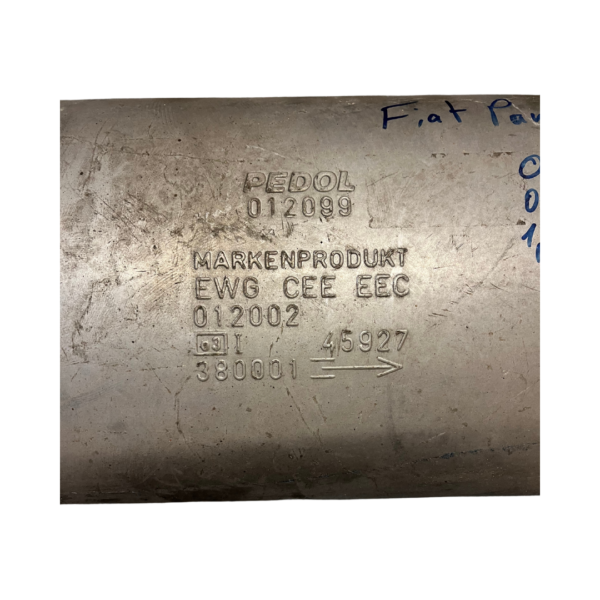 Fiat
PEDOL
012099
MARKENPRODUKT
EWG CEE EEC
012002
e3 I 45927
380001